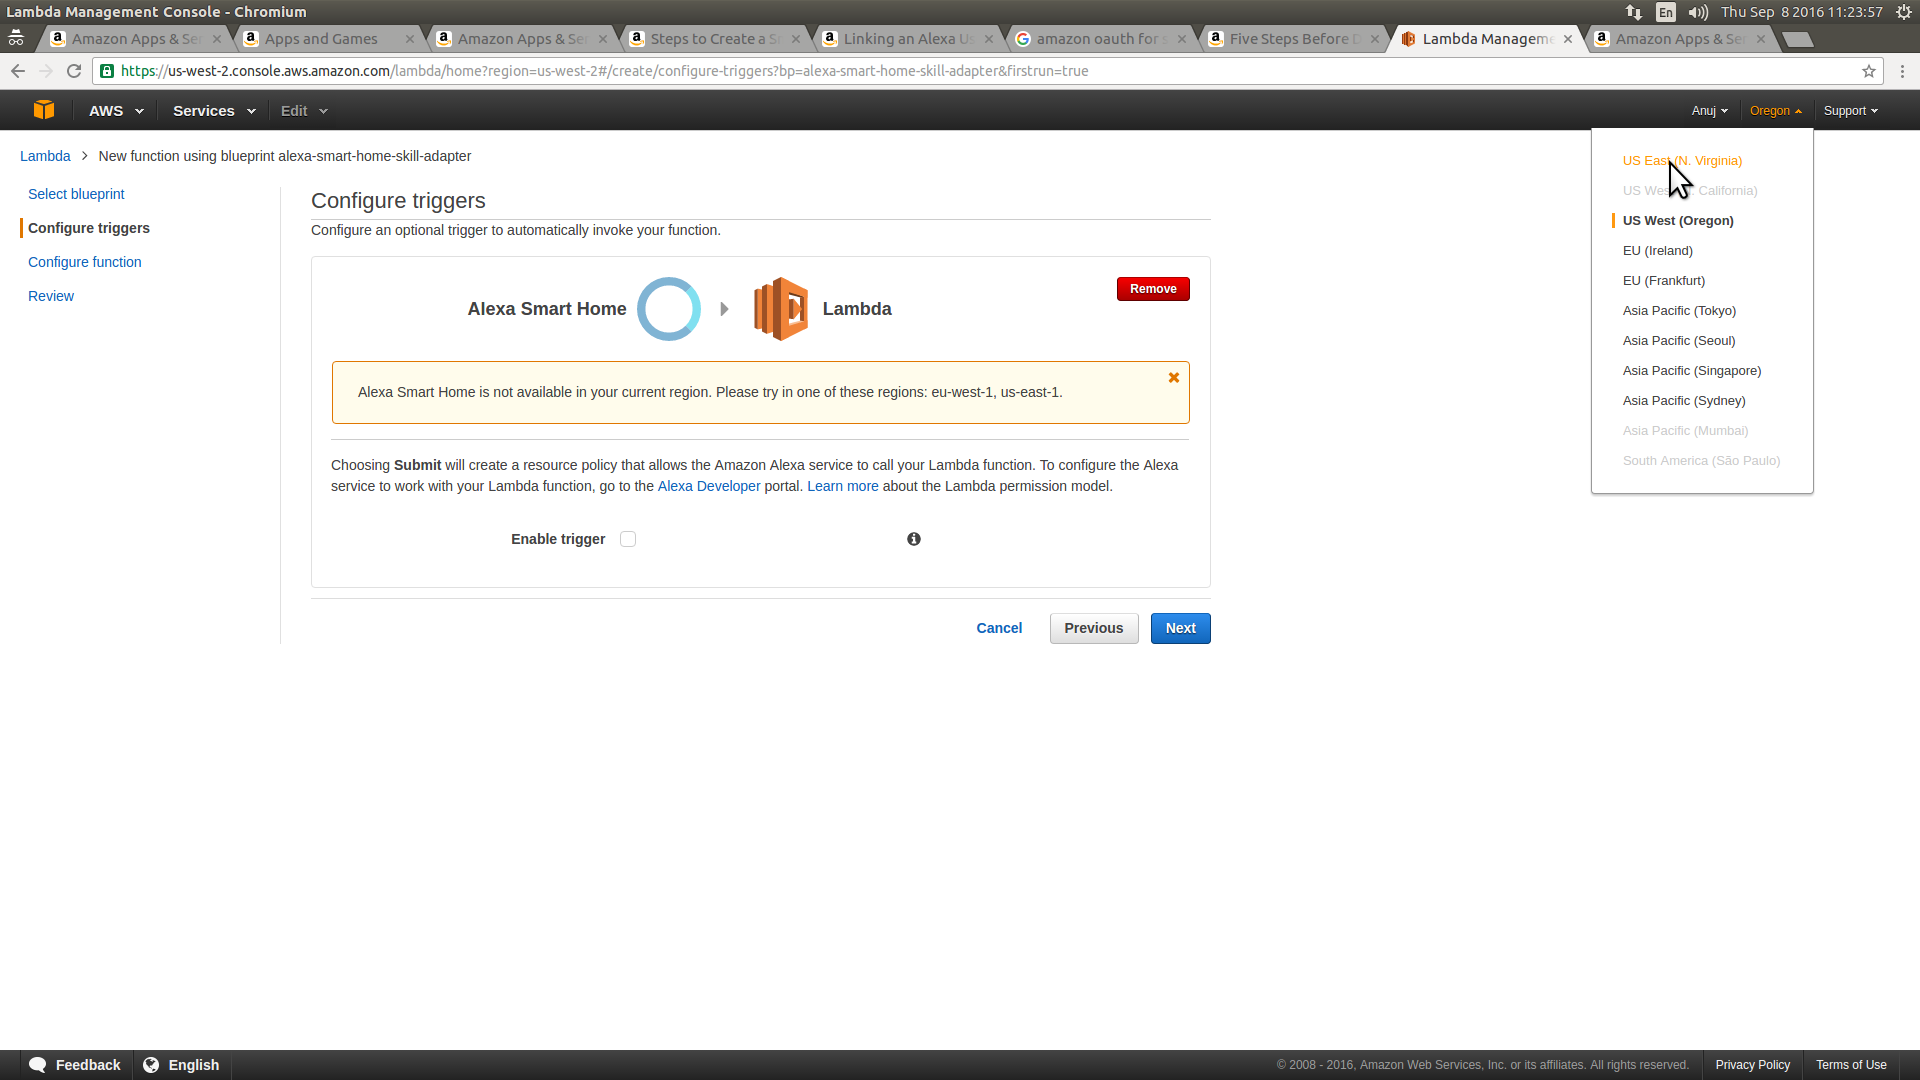 Lambda Management Console - Chromium
En
Thu Sep 8 2016 11:23:57
Amazon Apps & Ser
Apps and Games
Amazon Apps & Ser
Steps to Create a S
Linking an Alexa Us
amazon oauth for s
Five Steps Before D
Lambda Manageme
Amazon Apps & Ser
https://us-west-2.console.aws.amazon.com/lambda/home?region=us-west-2#/create/configure-triggers?bp=alexa-smart-home-skill-adapter&firstrun=true
AWS
Services
Edit
Anuj
Oregon
Support
Lambda > New function using blueprint alexa-smart-home-skill-adapter
Select blueprint
Configure triggers
Configure function
Review
Configure triggers
Configure an optional trigger to automatically invoke your function.
Alexa Smart Home
Lambda
Remove
Alexa Smart Home is not available in your current region. Please try in one of these regions: eu-west-1, us-east-1.
Choosing Submit will create a resource policy that allows the Amazon Alexa service to call your Lambda function. To configure the Alexa
service to work with your Lambda function, go to the Alexa Developer portal. Learn more about the Lambda permission model.
Enable trigger
Cancel
Previous
Next
US East (N. Virginia)
US West California)
US West (Oregon)
EU (Ireland)
EU (Frankfurt)
Asia Pacific (Tokyo)
Asia Pacific (Seoul)
Asia Pacific (Singapore)
Asia Pacific (Sydney)
Asia Pacific (Mumbai)
South America (São Paulo)
Feedback
English
© 2008 - 2016, Amazon Web Services, Inc. or its affiliates. All rights reserved.
Privacy Policy
Terms of Use